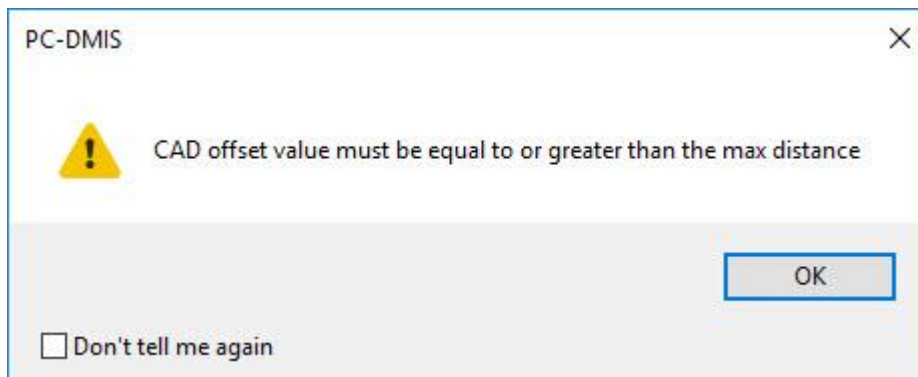 PC-DMIS
CAD offset value must be equal to or greater than the max distance
OK
Don't tell me again